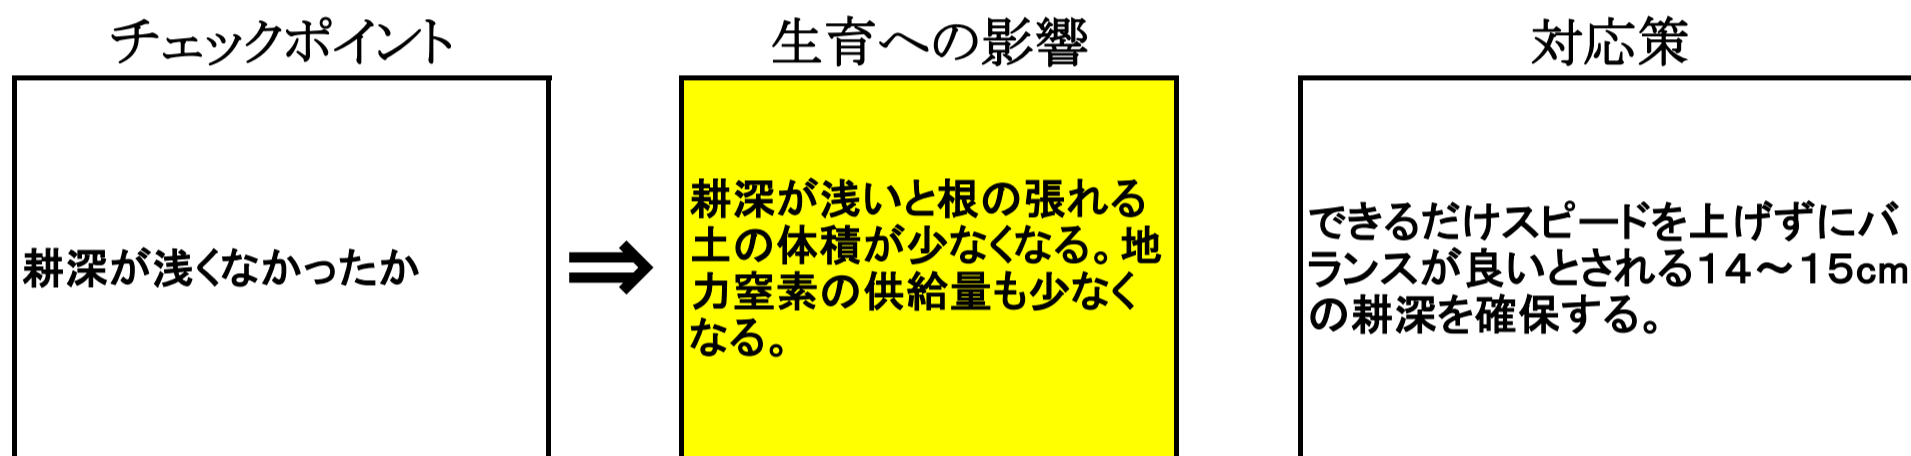 チェックポイント
生育への影響
対応策
耕深が浅くなかったか
⇒
耕深が浅いと根の張れる
土の体積が少なくなる。地
力窒素の供給量も少なく
なる。
できるだけスピードを上げずにバ
ランスが良いとされる14～15cm
の耕深を確保する。